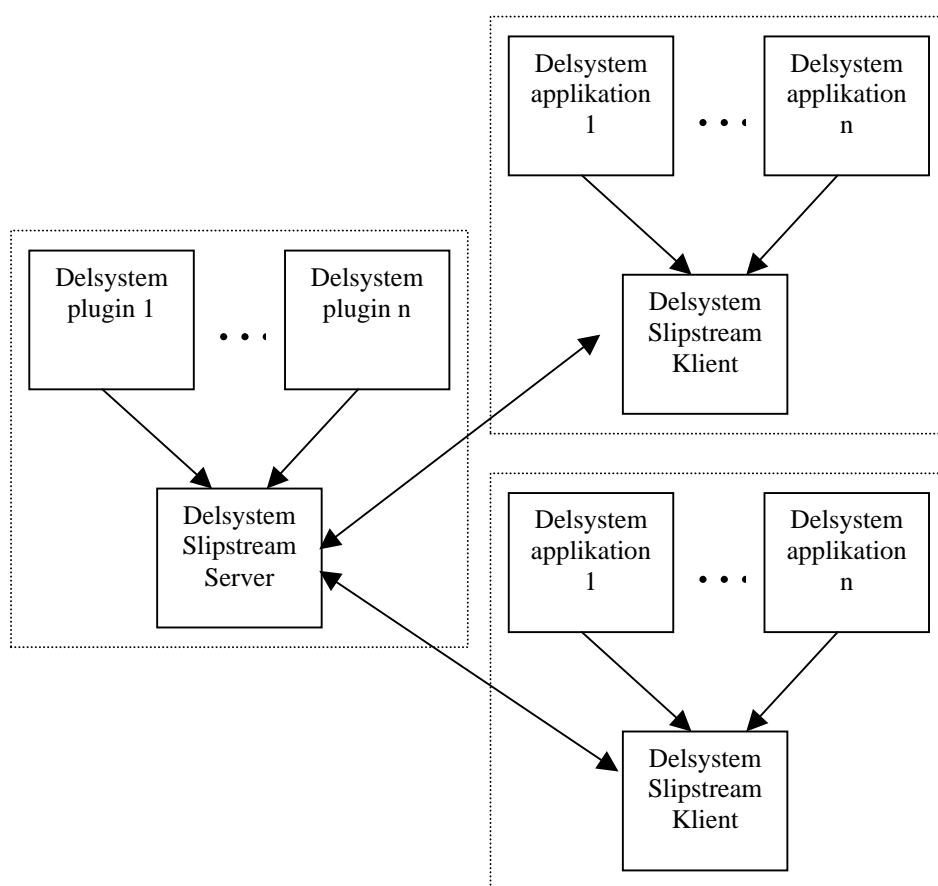 Delsystem
applikation
1
Delsystem
applikation
n
Delsystem
Slipstream
Klient
Delsystem
plugin 1
Delsystem
plugin n
Delsystem
Slipstream
Server
Delsystem
applikation
1
Delsystem
applikation
n
Delsystem
Slipstream
Klient